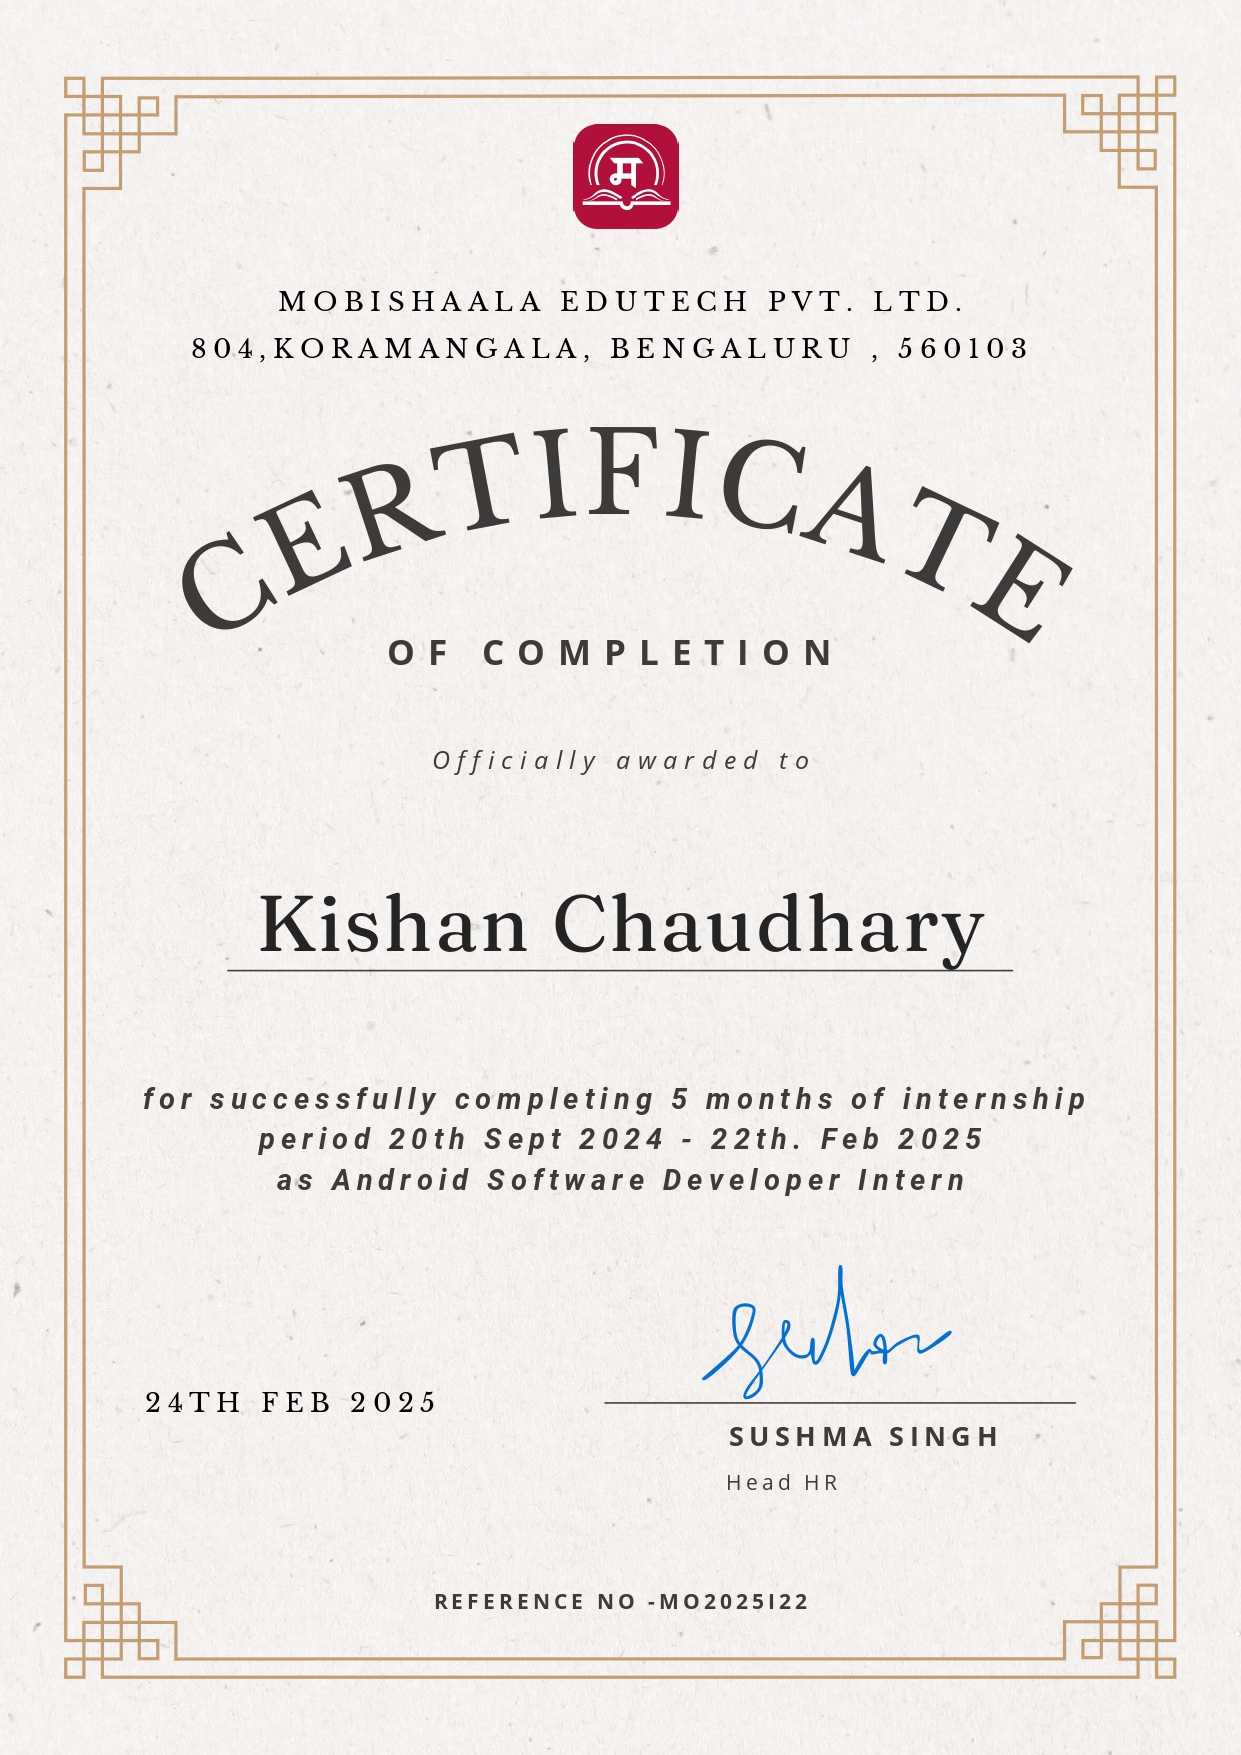 म
MOBISHAALA EDUTECH PVT. LTD.
804,KORAMANGALA, BENGALURU , 560103
CERTIFICATE
OF COMPLETION
Officially awarded to
Kishan Chaudhary
for successfully completing 5 months of internship
period 20th Sept 2024 - 22th. Feb 2025
as Android Software Developer Intern
24TH FEB 2025
SUSHMA SINGH
Head HR
REFERENCE NO -MO2025I22